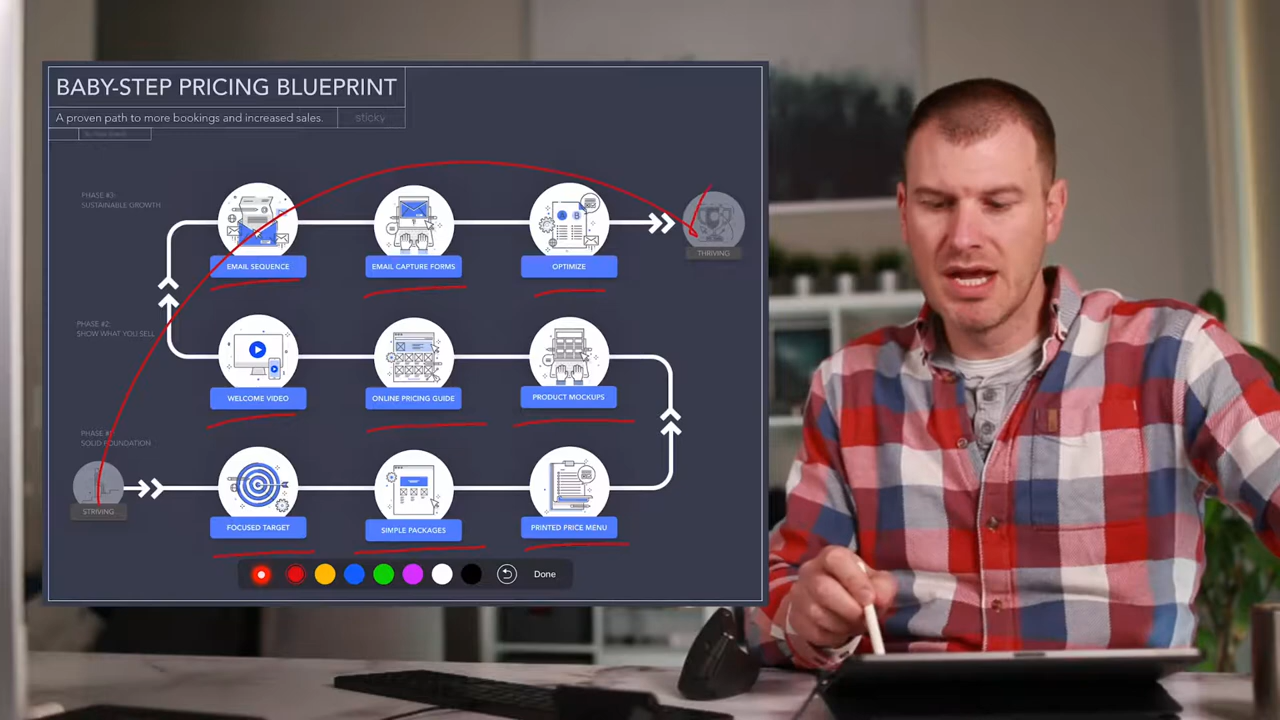 BABY-STEP PRICING BLUEPRINT
A proven path to more bookings and increased sales.
sticky
PHASE #3:
SUSTAINABLE GROWTH
EMAIL SEQUENCE
EMAIL CAPTURE FORMS
OPTIMIZE
THRIVING
PHASE #2:
SHOW WHAT YOU SELL
WELCOME VIDEO
ONLINE PRICING GUIDE
PRODUCT MOCKUPS
PHASE #1:
SOLID FOUNDATION
STRIVING
FOCUSED TARGET
SIMPLE PACKAGES
PRINTED PRICE MENU
Done